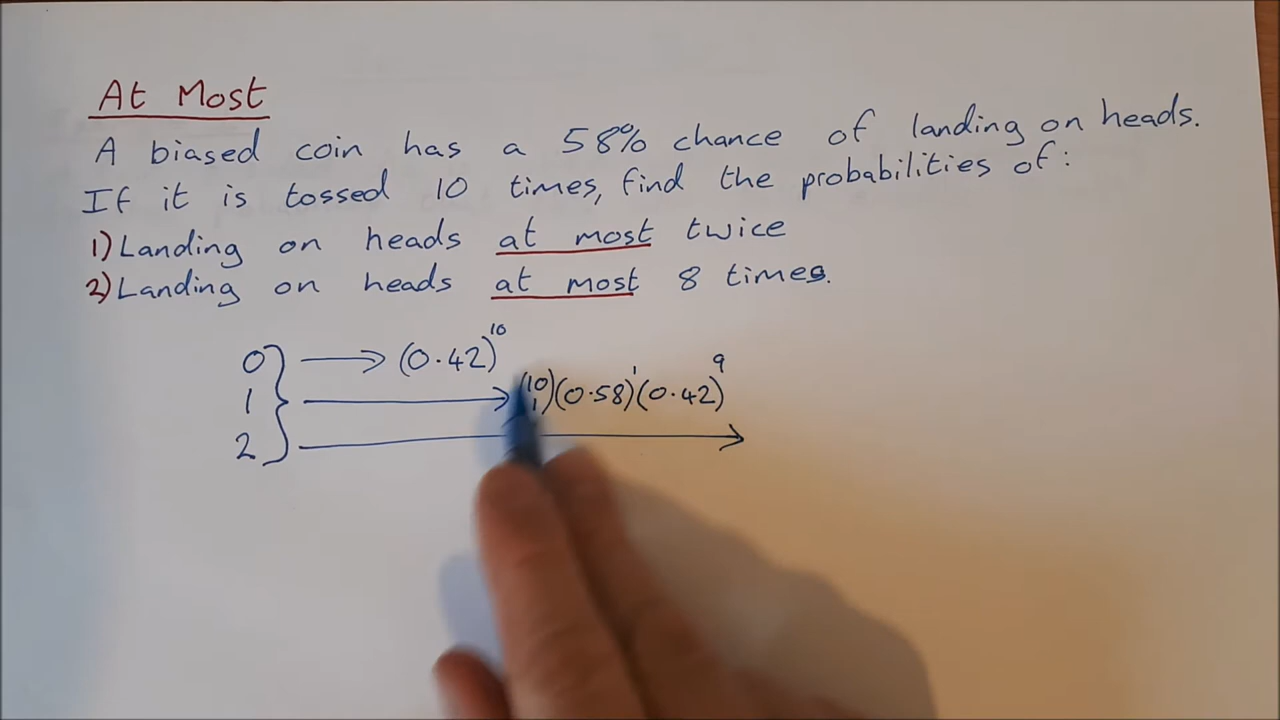 At Most
A biased coin has a 58% chance of landing on heads.
If it is tossed 10 times, find the probabilities of:
1) Landing on heads at most twice
2) Landing on heads at most 8 times.
0 } → (0.42)^10
1 } → (10 1)(0.58)^1(0.42)^9
2 } →